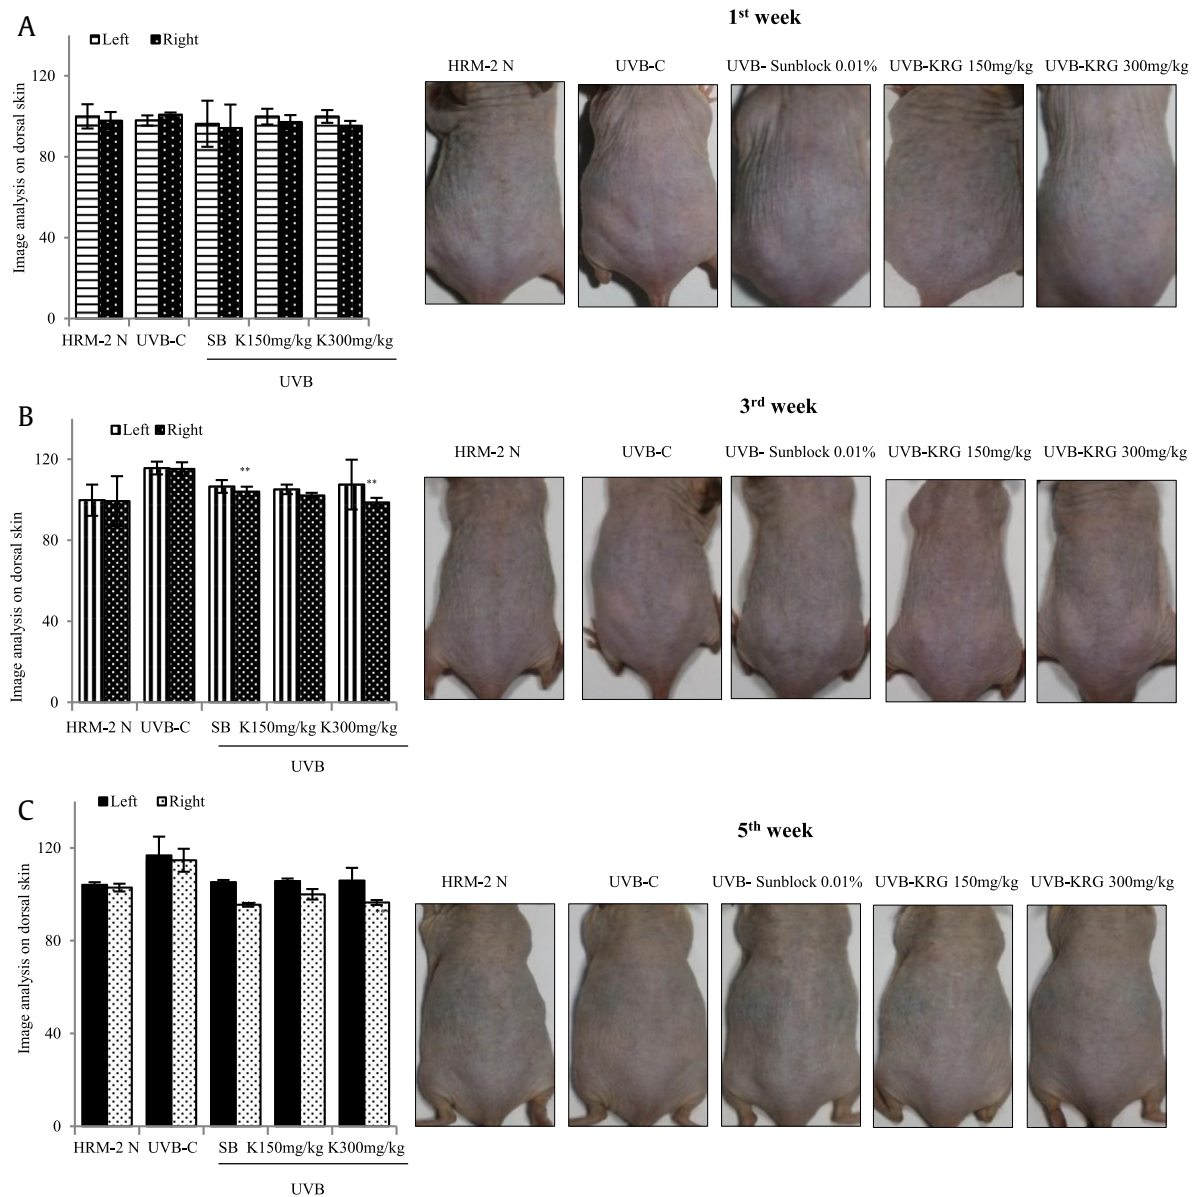 A
Left Right
Image analysis on dorsal skin
120
80
40
0
HRM-2 N UVB-C SB K150mg/kg K300mg/kg
UVB
1st week
HRM-2 N UVB-C UVB- Sunblock 0.01% UVB-KRG 150mg/kg UVB-KRG 300mg/kg
B
Left Right
Image analysis on dorsal skin
120
80
40
0
** **
HRM-2 N UVB-C SB K150mg/kg K300mg/kg
UVB
3rd week
HRM-2 N UVB-C UVB- Sunblock 0.01% UVB-KRG 150mg/kg UVB-KRG 300mg/kg
C
Left Right
Image analysis on dorsal skin
120
80
40
0
HRM-2 N UVB-C SB K150mg/kg K300mg/kg
UVB
5th week
HRM-2 N UVB-C UVB- Sunblock 0.01% UVB-KRG 150mg/kg UVB-KRG 300mg/kg